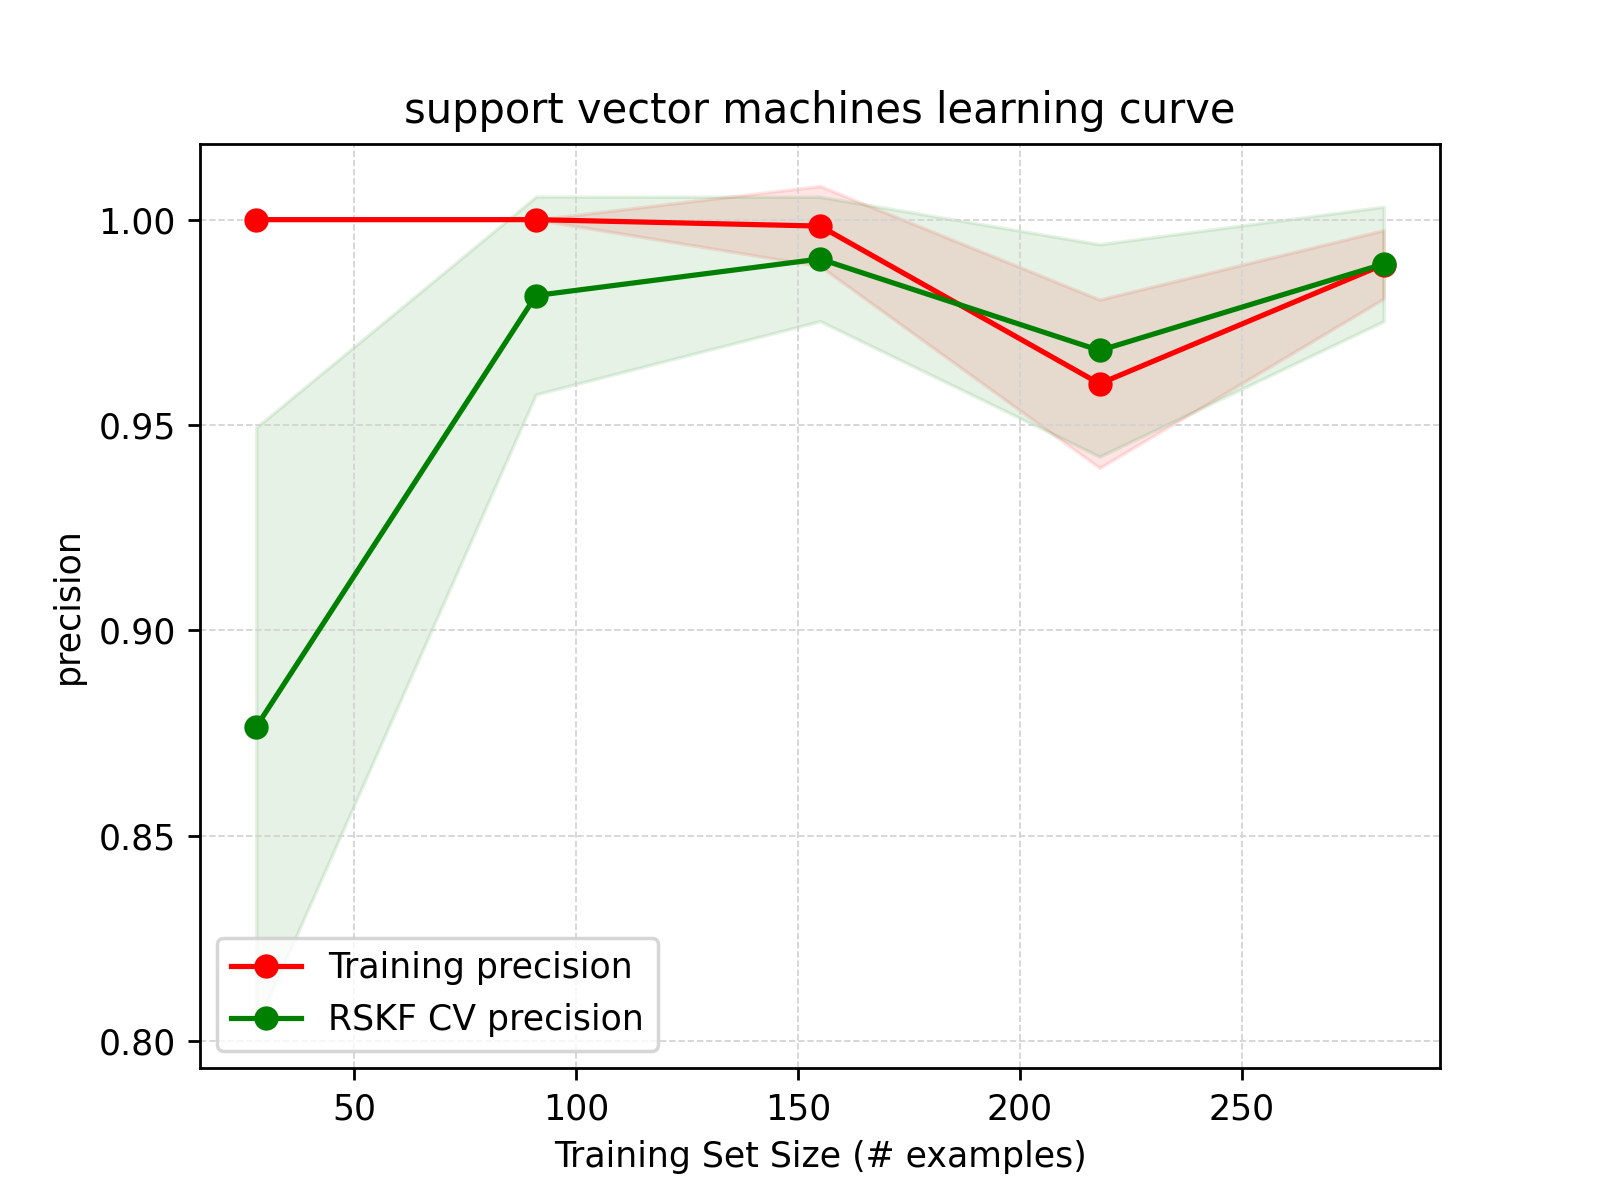 support vector machines learning curve
precision
1.00
0.95
0.90
0.85
0.80
Training precision
RSKF CV precision
50 100 150 200 250
Training Set Size (# examples)